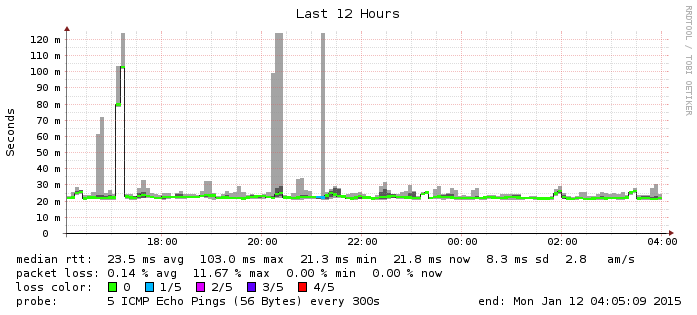 Last 12 Hours
RRDTOOL / TOBI OETIKER
Seconds
120 m
110 m
100 m
90 m
80 m
70 m
60 m
50 m
40 m
30 m
20 m
10 m
0
18:00 20:00 22:00 00:00 02:00 04:00
median rtt: 23.5 ms avg 103.0 ms max 21.3 ms min 21.8 ms now 8.3 ms sd 2.8 am/s
packet loss: 0.14 % avg 11.67 % max 0.00 % min 0.00 % now
loss color: 0 1/5 2/5 3/5 4/5
probe: 5 ICMP Echo Pings (56 Bytes) every 300s end: Mon Jan 12 04:05:09 2015